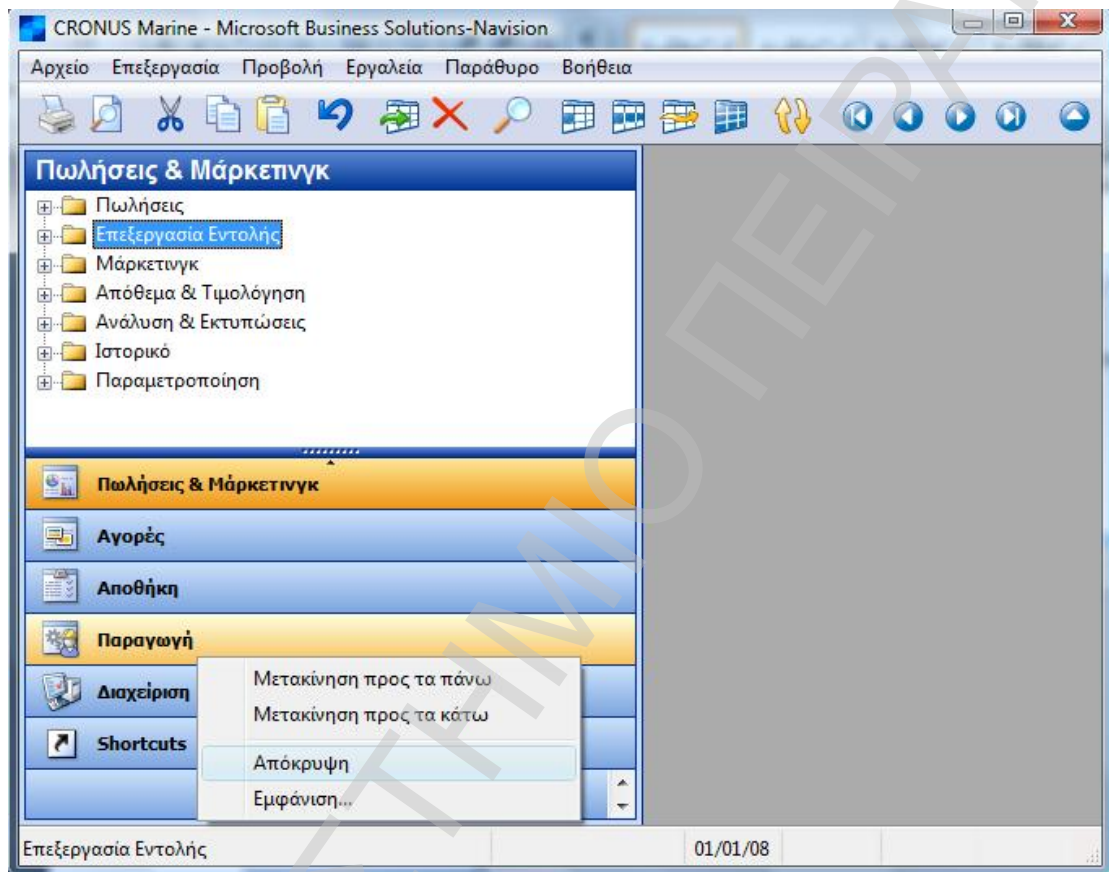 CRONUS Marine - Microsoft Business Solutions-Navision
Αρχείο Επεξεργασία Προβολή Εργαλεία Παράθυρο Βοήθεια
Πωλήσεις & Μάρκετινγκ
Πωλήσεις
Επεξεργασία Εντολής
Μάρκετινγκ
Απόθεμα & Τιμολόγηση
Ανάλυση & Εκτυπώσεις
Ιστορικό
Παραμετροποίηση
Πωλήσεις & Μάρκετινγκ
Αγορές
Αποθήκη
Παραγωγή
Διαχείριση
Shortcuts
Μετακίνηση προς τα πάνω
Μετακίνηση προς τα κάτω
Απόκρυψη
Εμφάνιση...
Επεξεργασία Εντολής 01/01/08